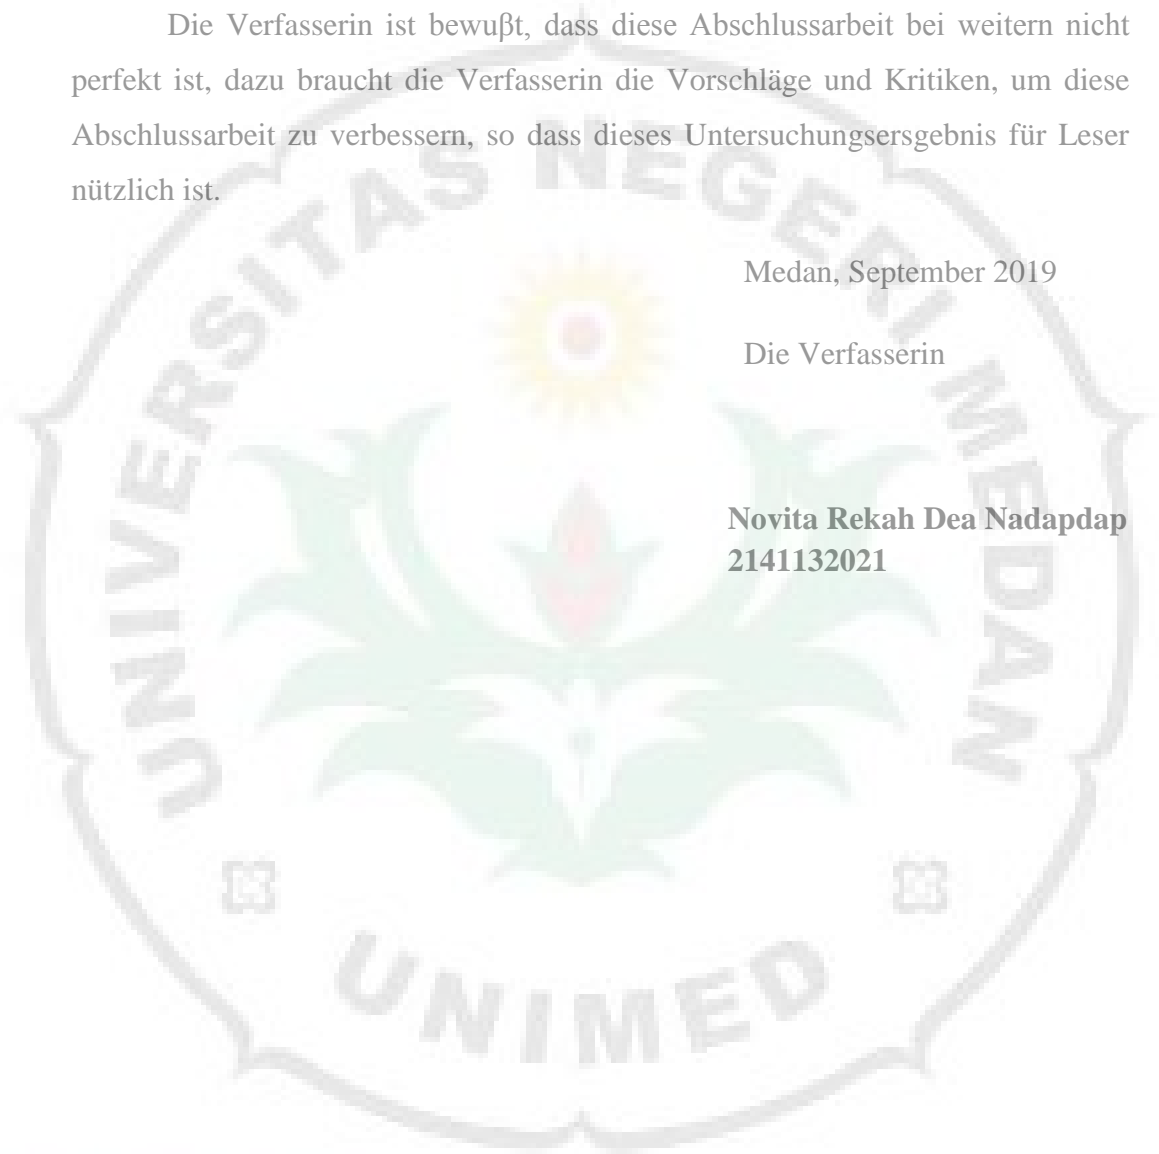 Die Verfasserin ist bewuβt, dass diese Abschlussarbeit bei weitern nicht
perfekt ist, dazu braucht die Verfasserin die Vorschläge und Kritiken, um diese
Abschlussarbeit zu verbessern, so dass dieses Untersuchungsersgebnis für Leser
nützlich ist.
UNIVERSITAS NEGERI MEDAN
Medan, September 2019
Die Verfasserin
Novita Rekah Dea Nadapdap
2141132021
UNIMED